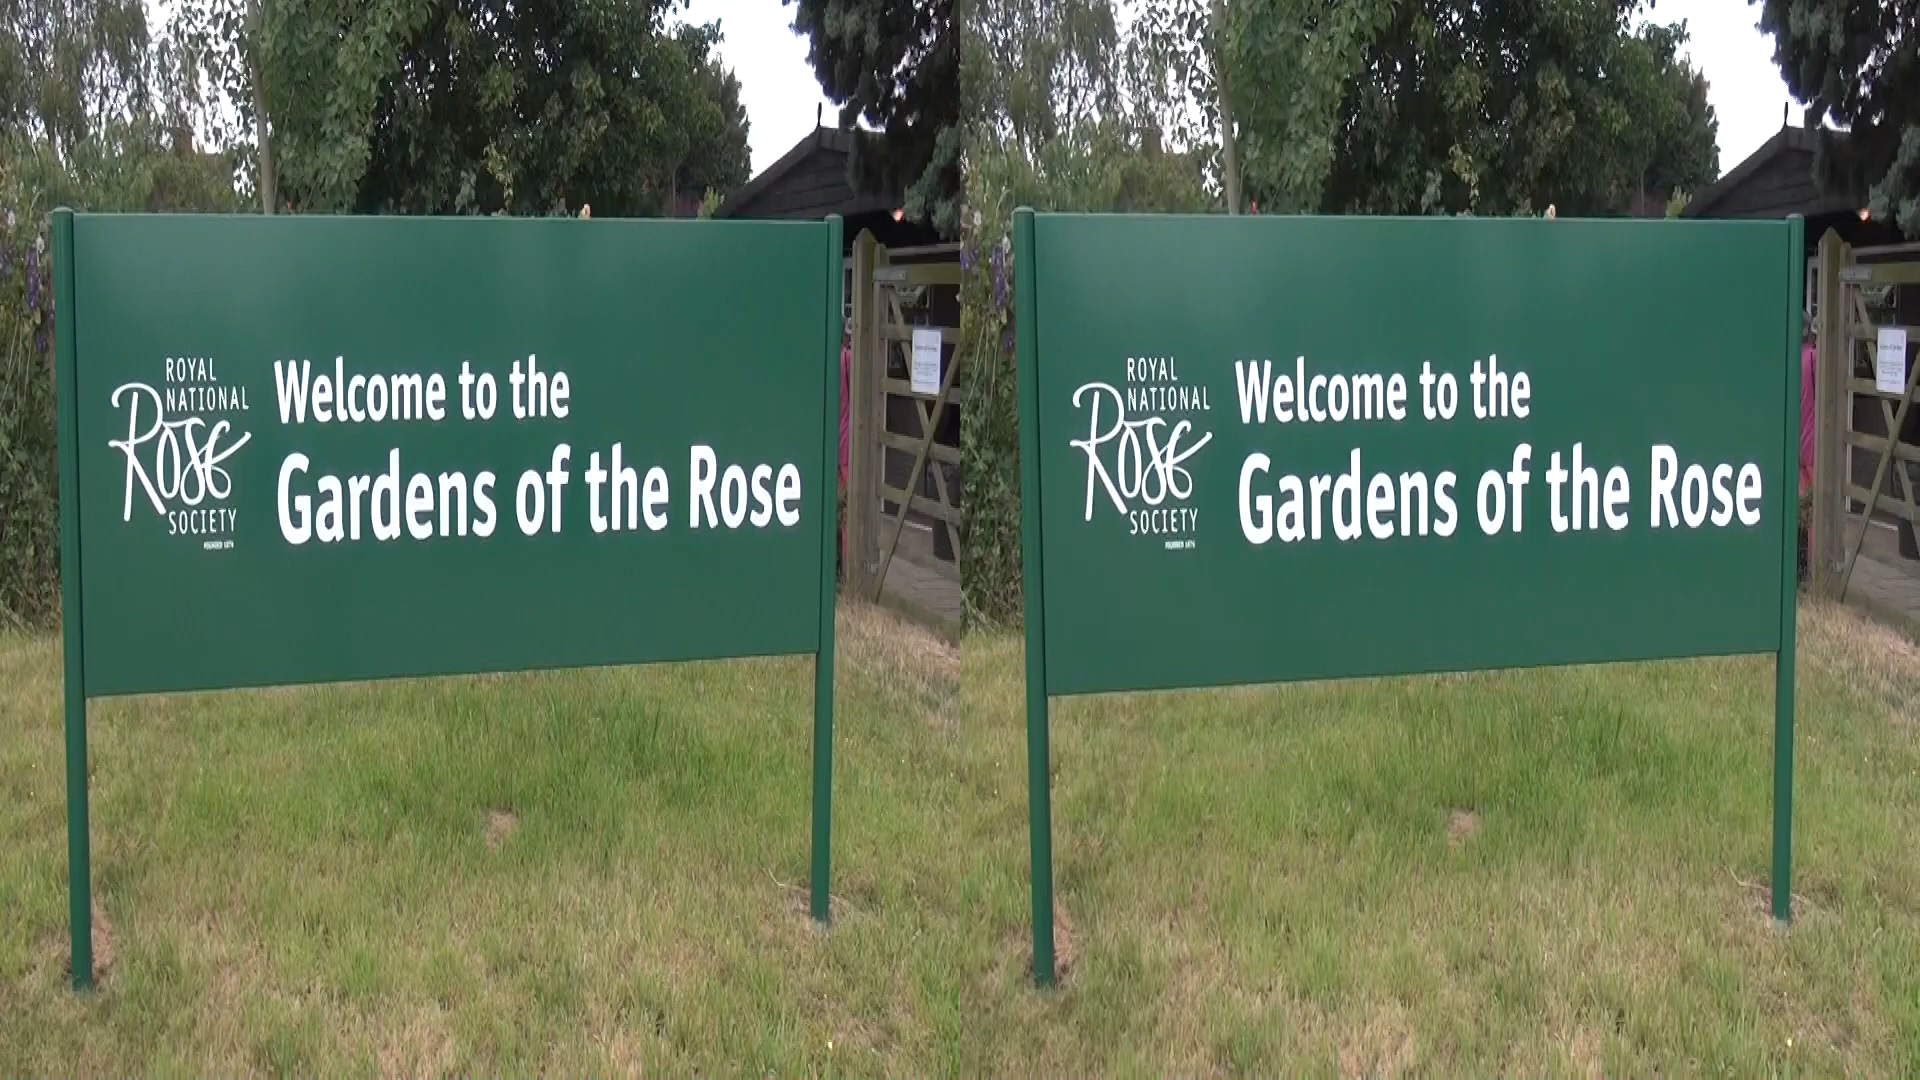 ROYAL
NATIONAL
Rose
SOCIETY
Welcome to the
Gardens of the Rose
ROYAL
NATIONAL
Rose
SOCIETY
Welcome to the
Gardens of the Rose